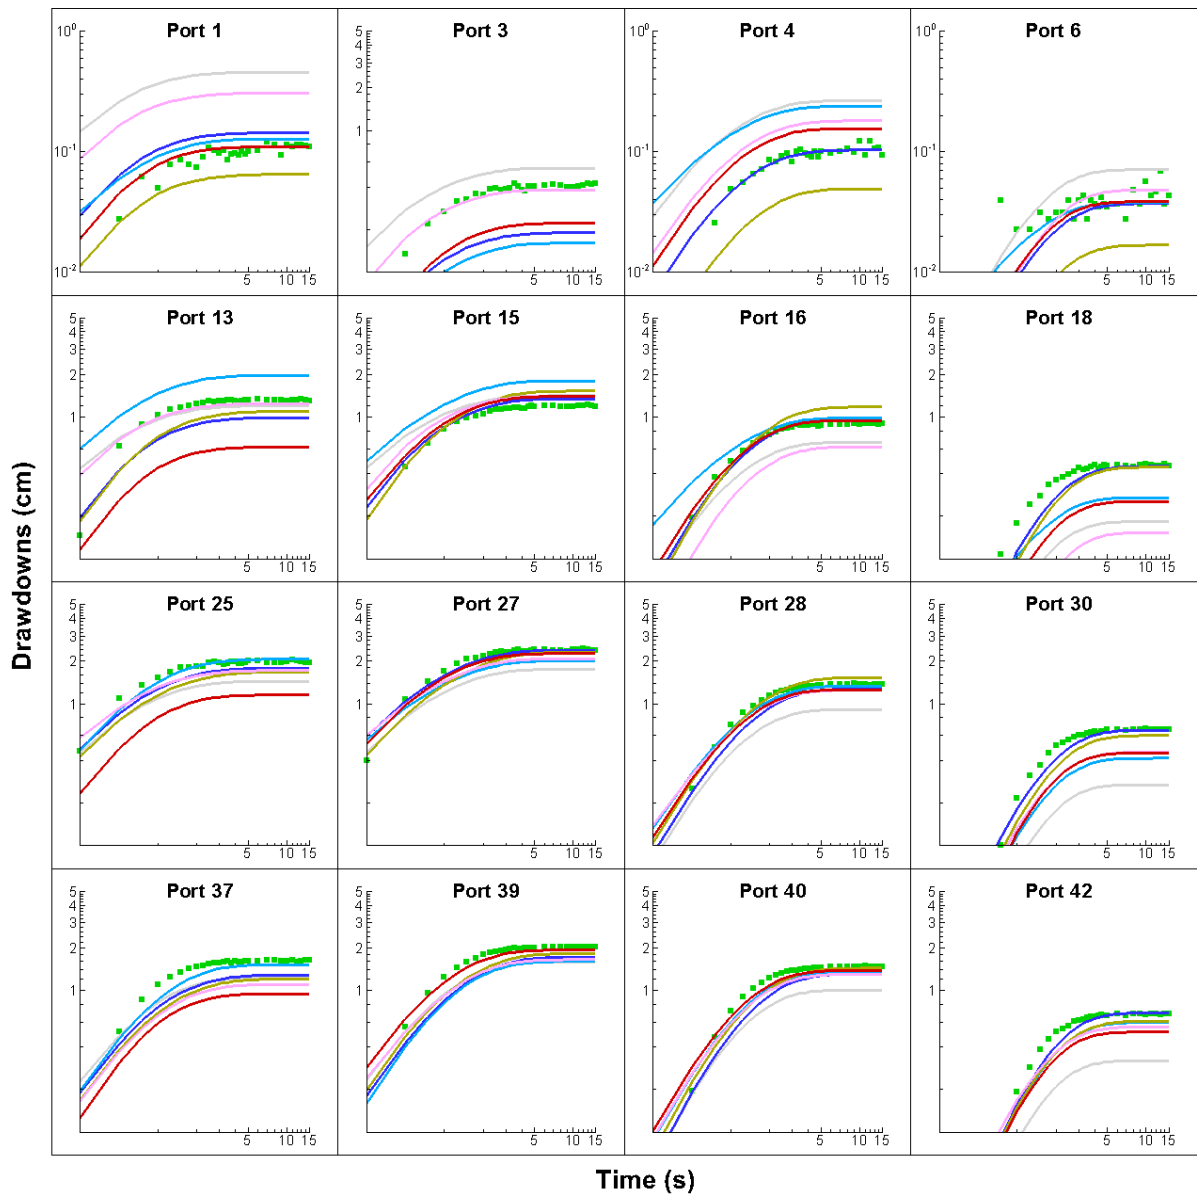 Port 1
10⁰
10⁻¹
10⁻²
5 10 15
Port 3
5
4
3
2
1
5 10 15
Port 4
10⁰
10⁻¹
10⁻²
5 10 15
Port 6
10⁰
10⁻¹
10⁻²
5 10 15
Port 13
5
4
3
2
1
5 10 15
Port 15
5
4
3
2
1
5 10 15
Port 16
5
4
3
2
1
5 10 15
Port 18
5
4
3
2
1
5 10 15
Port 25
5
4
3
2
1
5 10 15
Port 27
5
4
3
2
1
5 10 15
Port 28
5
4
3
2
1
5 10 15
Port 30
5
4
3
2
1
5 10 15
Port 37
5
4
3
2
1
5 10 15
Port 39
5
4
3
2
1
5 10 15
Port 40
5
4
3
2
1
5 10 15
Port 42
5
4
3
2
1
5 10 15
Drawdowns (cm)
Time (s)